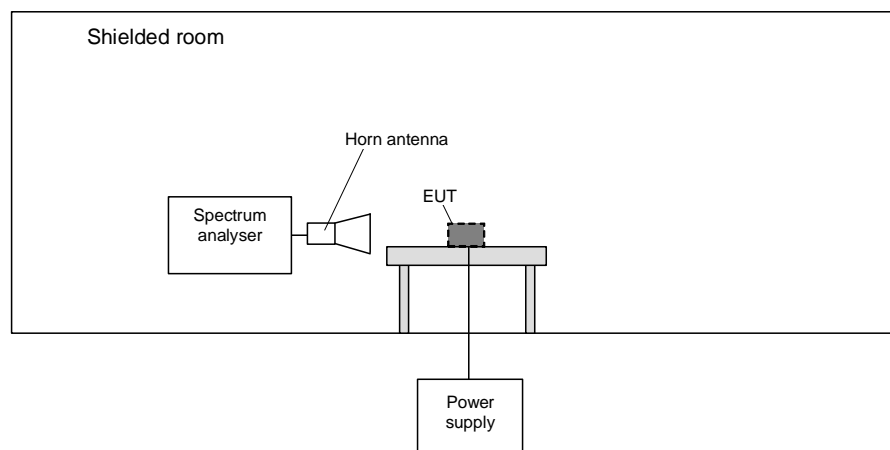 Shielded room
Horn antenna
EUT
Spectrum
analyser
Power
supply